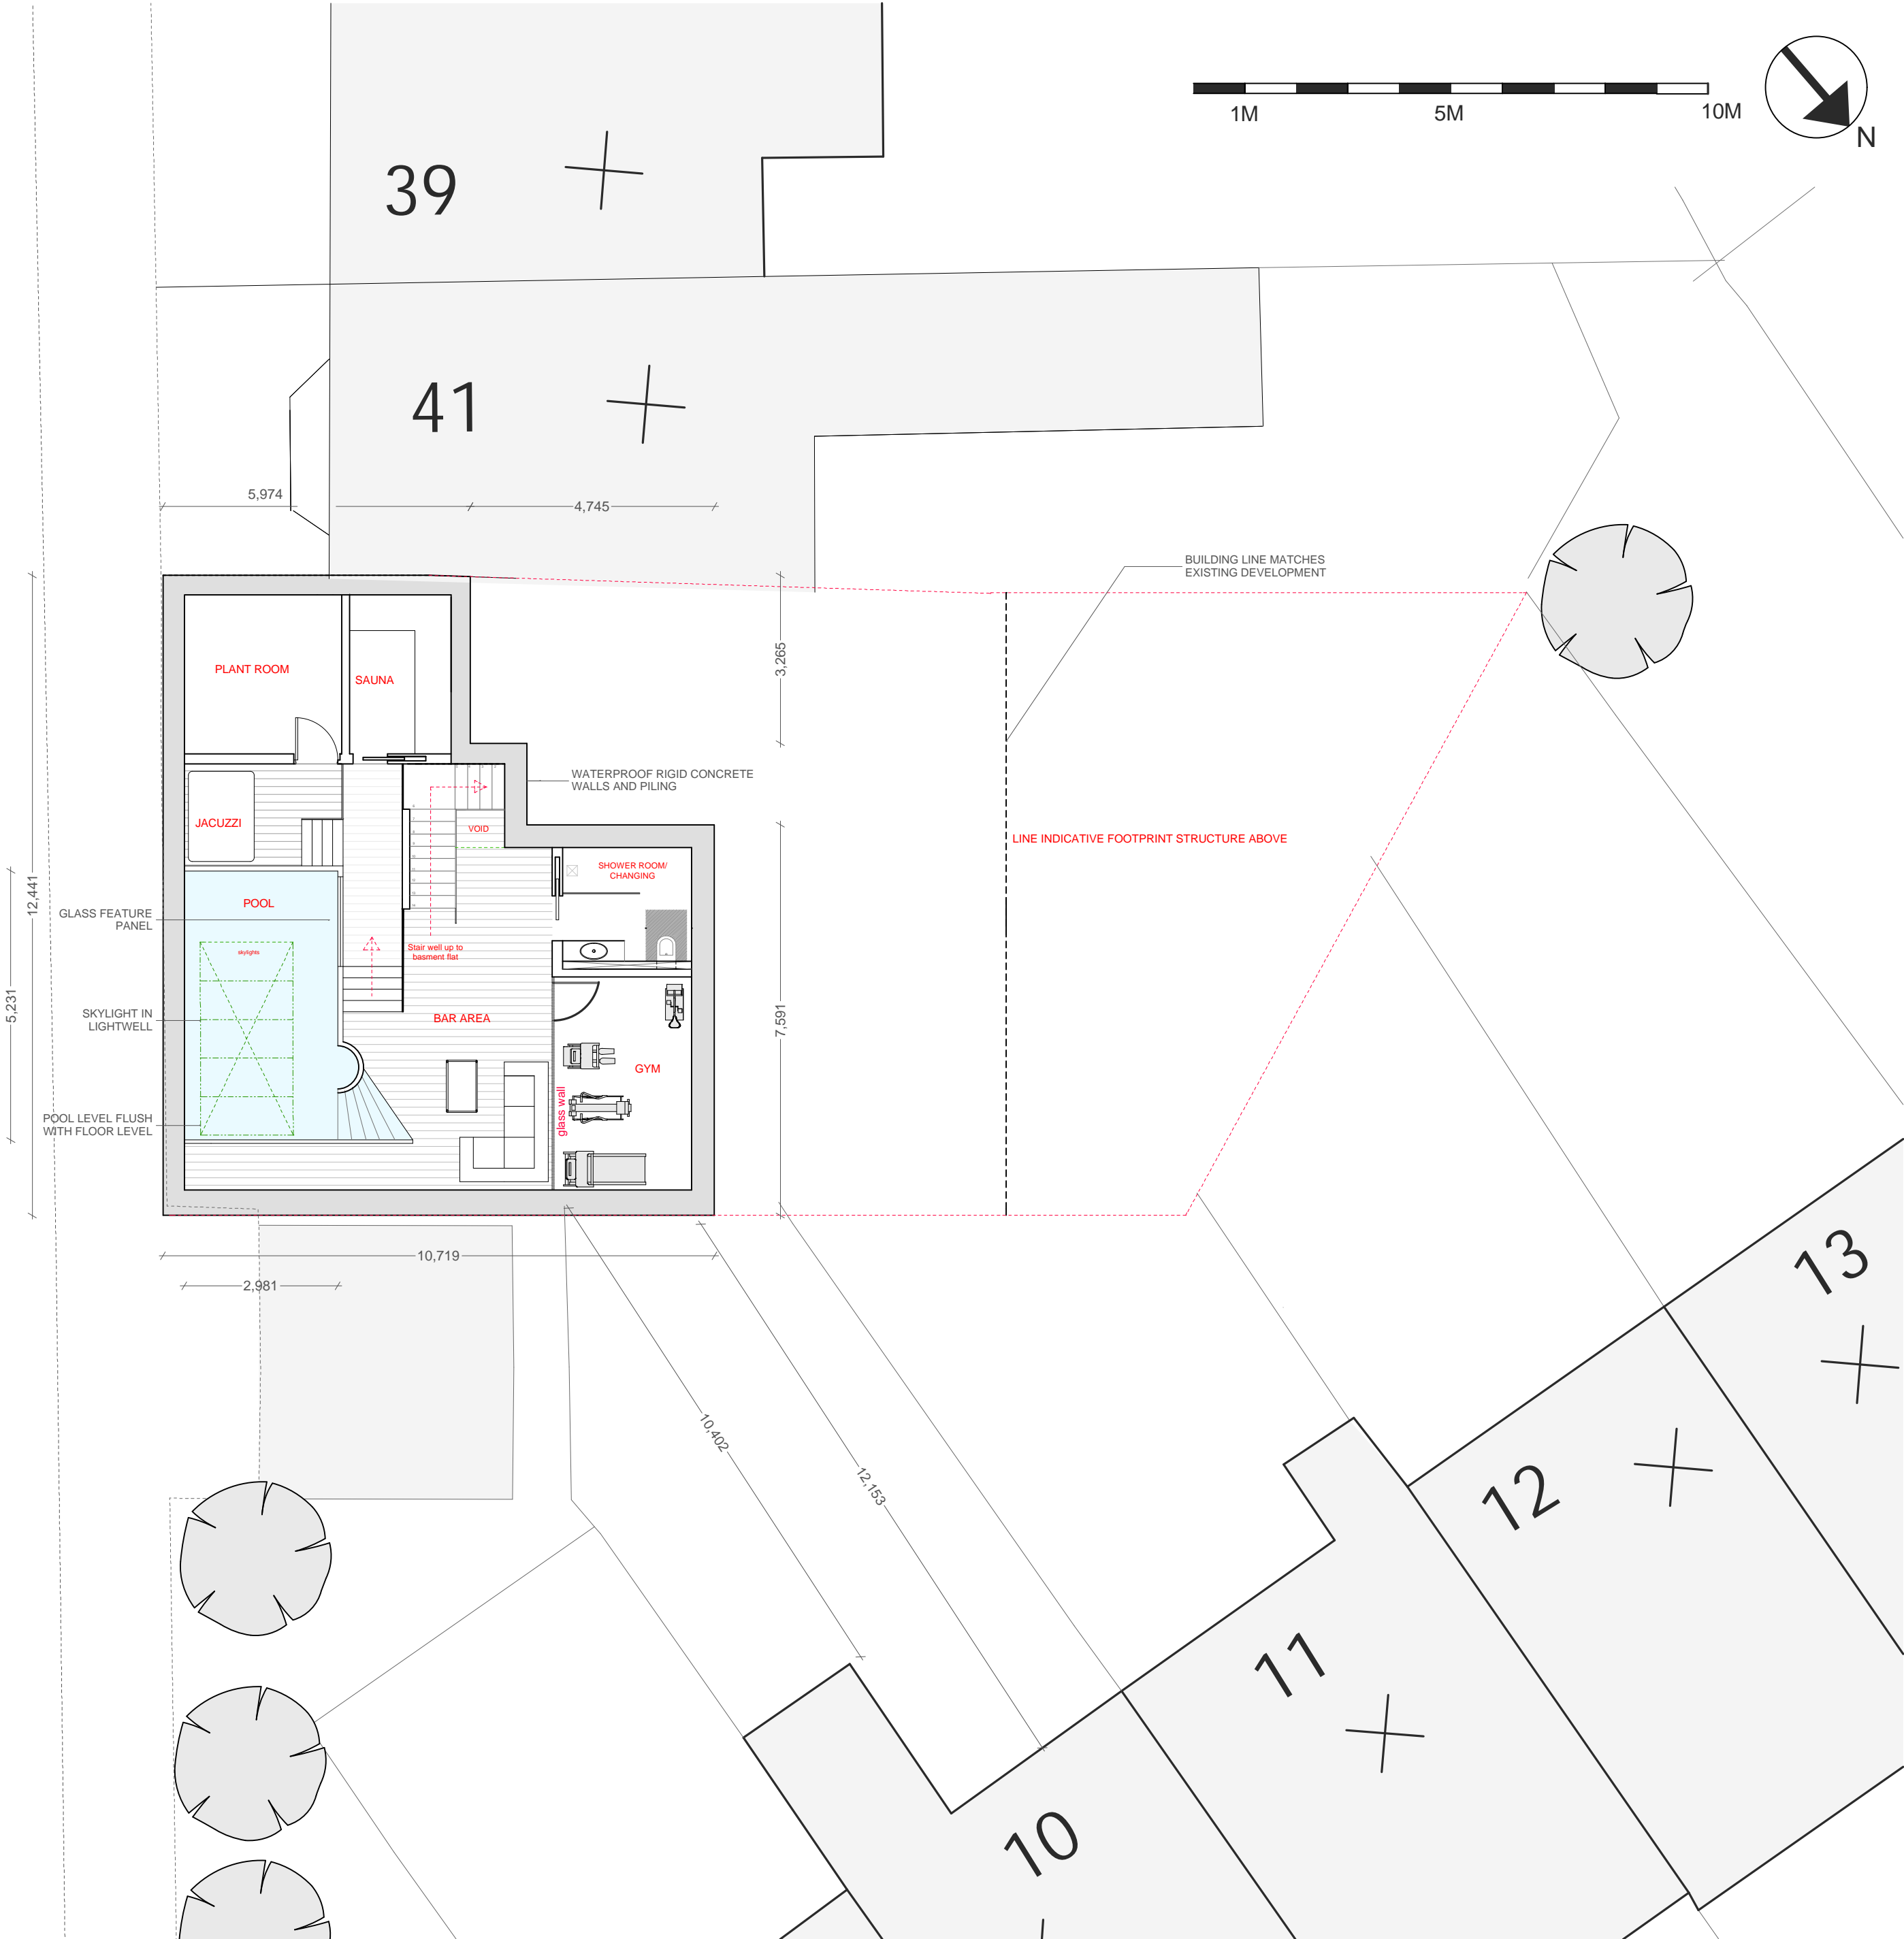 1M
5M
10M
N
39
41
5,974
4,745
BUILDING LINE MATCHES
EXISTING DEVELOPMENT
3,265
PLANT ROOM
SAUNA
WATERPROOF RIGID CONCRETE
WALLS AND PILING
JACUZZI
VOID
LINE INDICATIVE FOOTPRINT STRUCTURE ABOVE
SHOWER ROOM/
CHANGING
12,441
POOL
GLASS FEATURE
PANEL
skylights
Stair well up to
basment flat
5,231
SKYLIGHT IN
LIGHTWELL
BAR AREA
7,591
GYM
glass wall
POOL LEVEL FLUSH
WITH FLOOR LEVEL
10,719
2,981
13
10,402
12,153
12
11
10